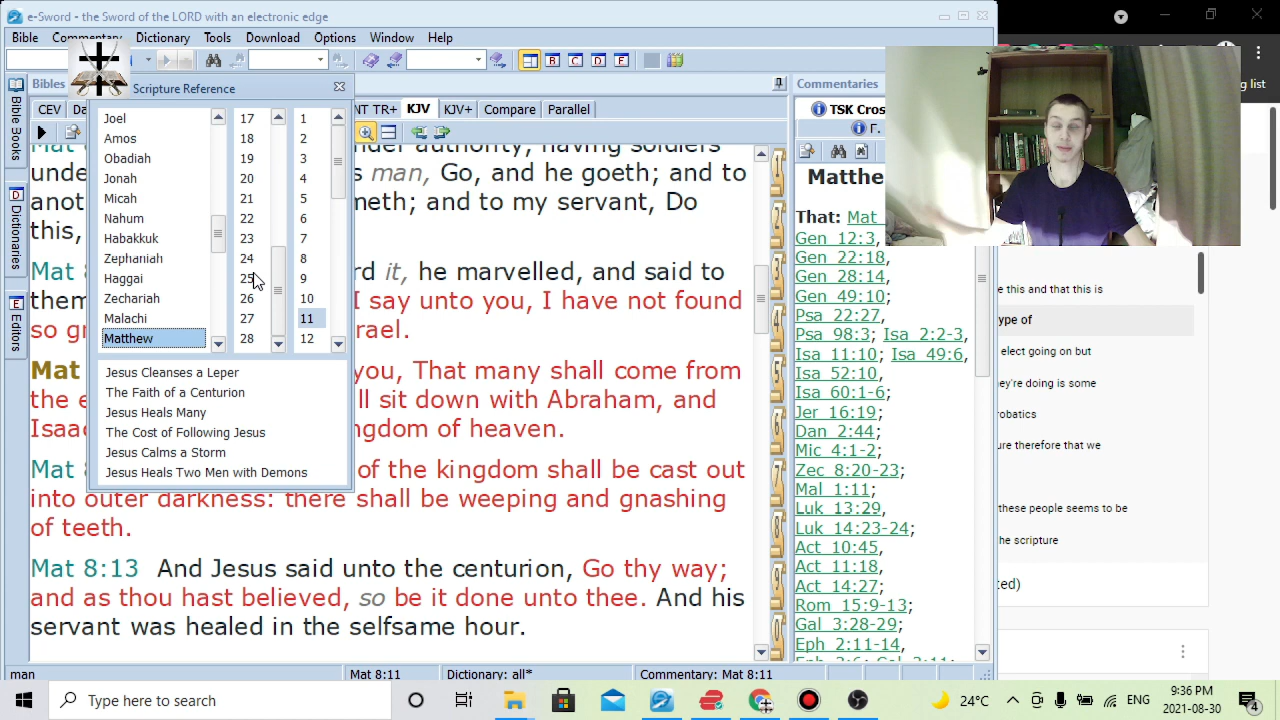 e-Sword - the Sword of the LORD with an electronic edge
Bible Commentary Dictionary Tools Download Options Window Help
Bibles
Commentaries
Scripture Reference
CEV
NT TR+ KJV KJV+ Compare Parallel
TSK Cros
Bible Books
Dictionaries
Editors
Joel
Amos
Obadiah
Jonah
Micah
Nahum
Habakkuk
Zephaniah
Haggai
Zechariah
Malachi
Matthew
17
18
19
20
21
22
23
24
25
26
27
28
1
2
3
4
5
6
7
8
9
10
11
12
Jesus Cleanses a Leper
The Faith of a Centurion
Jesus Heals Many
The Cost of Following Jesus
Jesus Calms a Storm
Jesus Heals Two Men with Demons
nder authority, having soldiers
unde s man, Go, and he goeth; and to
anot meth; and to my servant, Do
this,
Mat 8 rd it, he marvelled, and said to
them I say unto you, I have not found
so gr rael.
Mat you, That many shall come from
the e ll sit down with Abraham, and
Isaac ngdom of heaven.
Mat 8 of the kingdom shall be cast out
into outer darkness: there shall be weeping and gnashing
of teeth.
Mat 8:13 And Jesus said unto the centurion, Go thy way;
and as thou hast believed, so be it done unto thee. And his
servant was healed in the selfsame hour.
Matthe
That: Mat
Gen 12:3,
Gen 22:18,
Gen 28:14,
Gen 49:10;
Psa 22:27,
Psa 98:3; Isa 2:2-3,
Isa 11:10; Isa 49:6,
Isa 52:10,
Isa 60:1-6;
Jer 16:19;
Dan 2:44;
Mic 4:1-2;
Zec 8:20-23;
Mal 1:11;
Luk 13:29,
Luk 14:23-24;
Act 10:45,
Act 11:18,
Act 14:27;
Rom 15:9-13;
Gal 3:28-29;
Eph 2:11-14,
ng list
e this and that this is
ype of
elect going on but
ey're doing is some
robatics
ure therefore that we
these people seems to be
he scripture
ted)
man Mat 8:11 Dictionary: all* Commentary: Mat 8:11
Type here to search
24°C
ENG
9:36 PM
2021-08-30
4